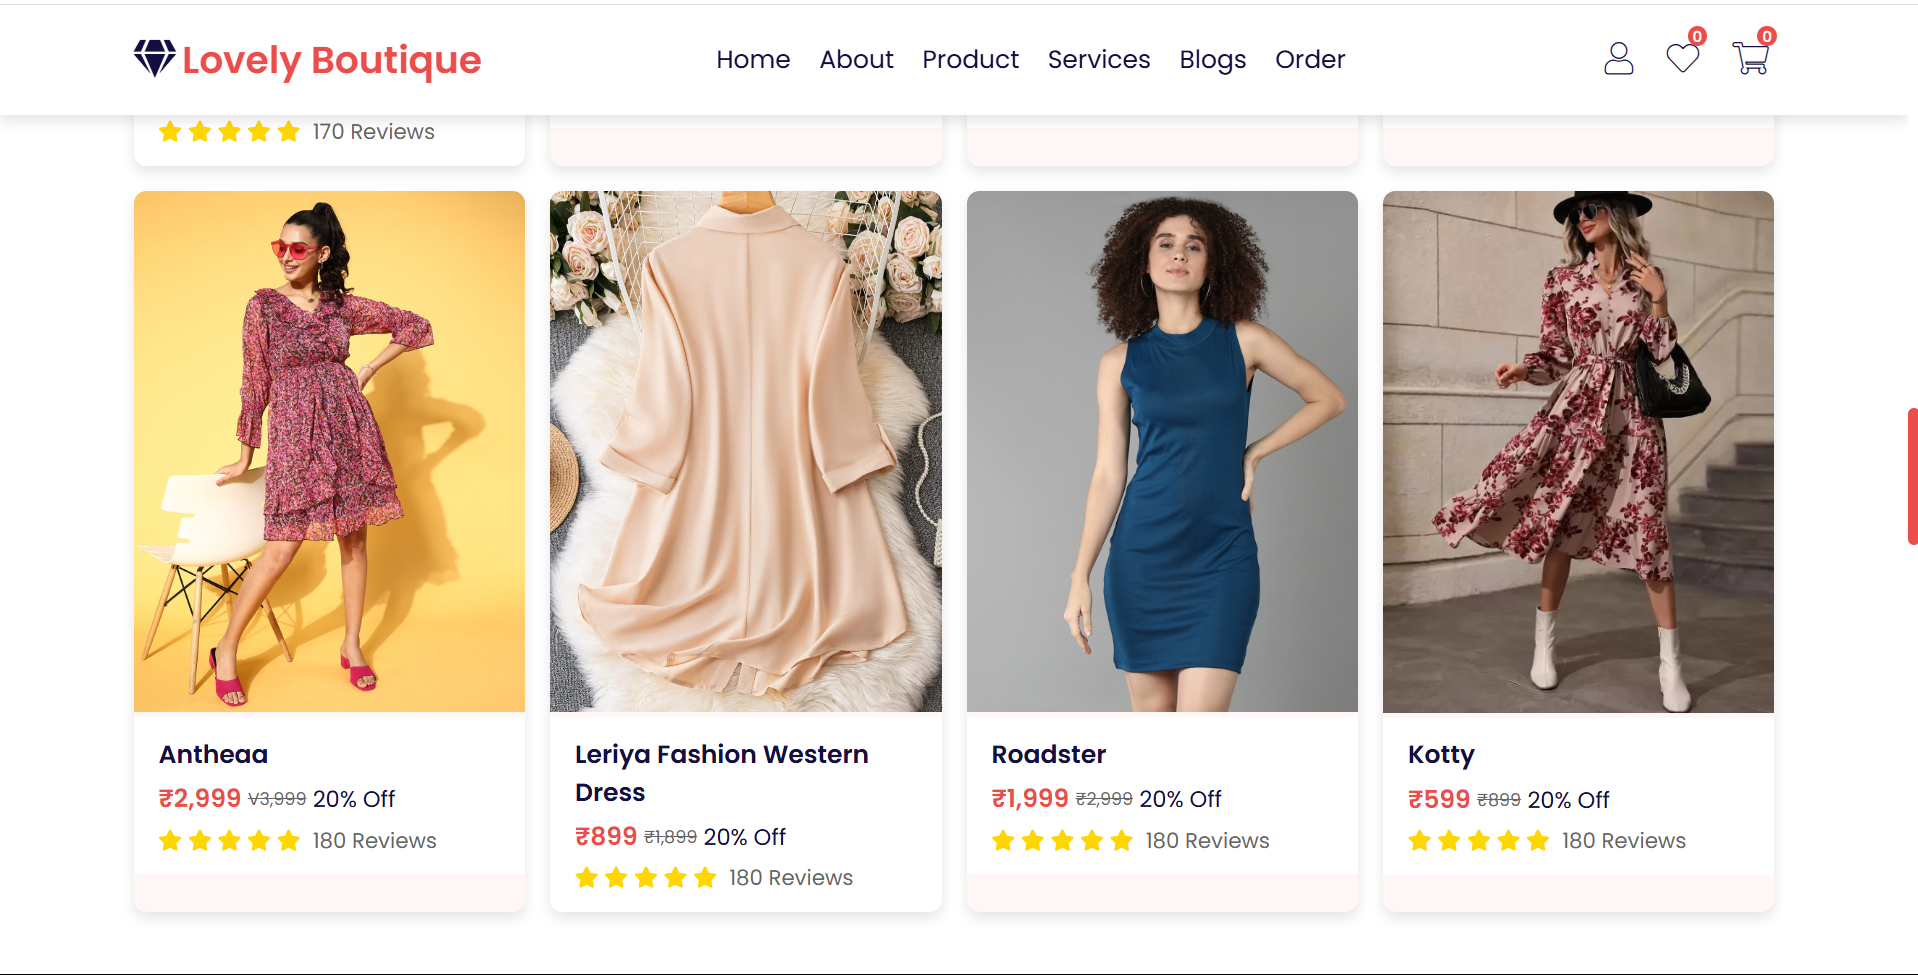 Lovely Boutique
Home About Product Services Blogs Order
0 0
170 Reviews
Antheaa
₹2,999 V3,999 20% Off
180 Reviews
Leriya Fashion Western
Dress
₹899 ₹1,899 20% Off
180 Reviews
Roadster
₹1,999 ₹2,999 20% Off
180 Reviews
Kotty
₹599 ₹899 20% Off
180 Reviews